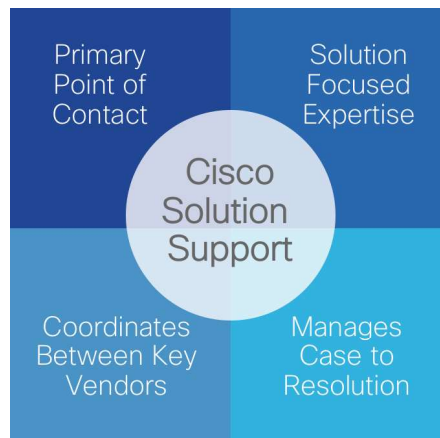 Primary
Point of
Contact
Solution
Focused
Expertise
Cisco
Solution
Support
Coordinates
Between Key
Vendors
Manages
Case to
Resolution